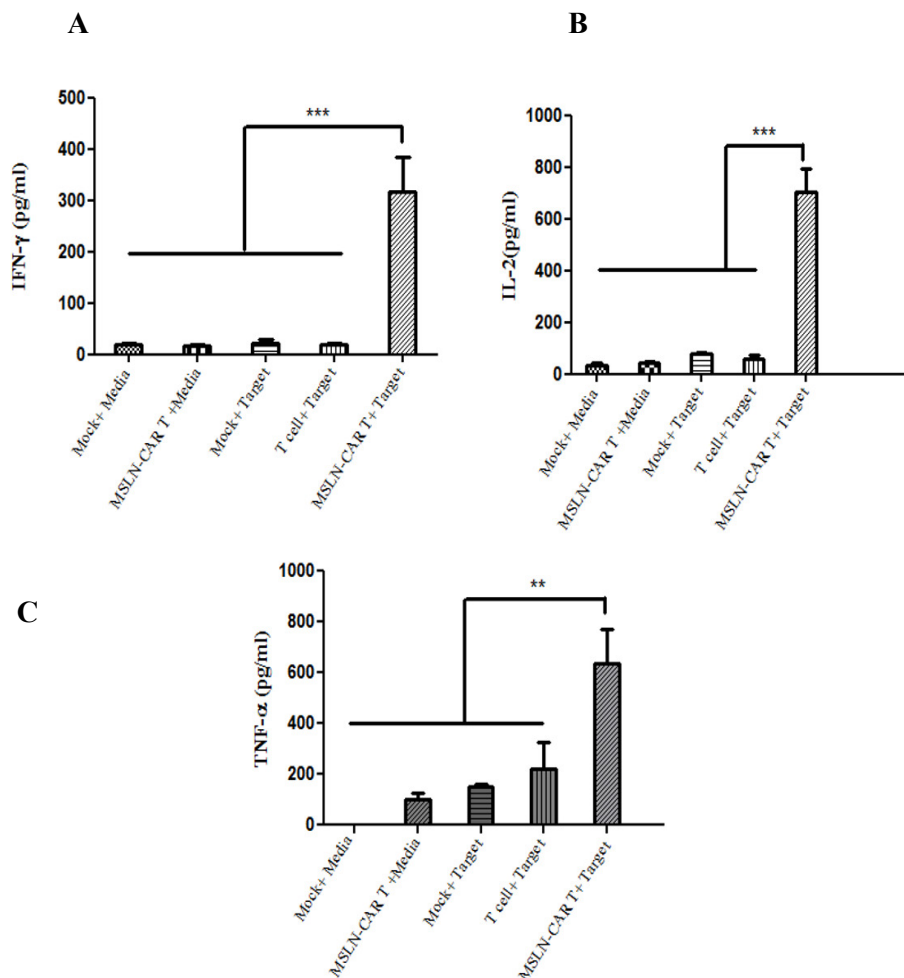 A
B
500
400
300
200
100
0
IFN-γ (pg/ml)
***
Mock+ Media
MSLN-CAR T +Media
Mock+ Target
T cell+ Target
MSLN-CAR T+ Target
1000
800
600
400
200
0
IL-2(pg/ml)
***
Mock+ Media
MSLN-CAR T +Media
Mock+ Target
T cell+ Target
MSLN-CAR T+ Target
C
1000
800
600
400
200
0
TNF-α (pg/ml)
**
Mock+ Media
MSLN-CAR T +Media
Mock+ Target
T cell+ Target
MSLN-CAR T+ Target